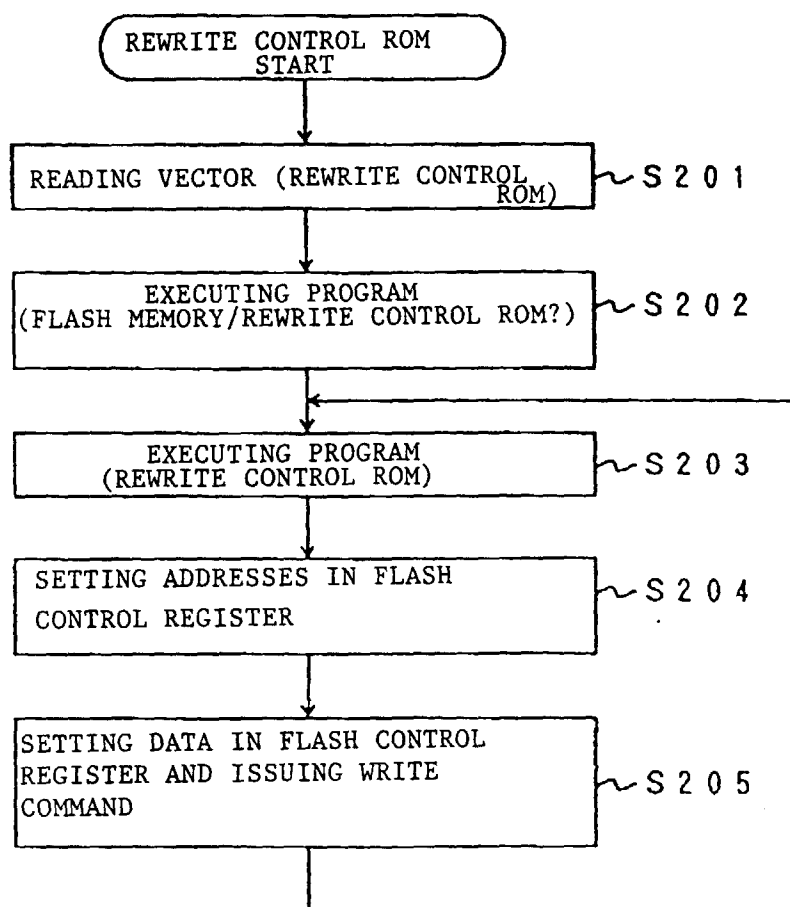 REWRITE CONTROL ROM
START
READING VECTOR (REWRITE CONTROL
ROM)
S201
EXECUTING PROGRAM
(FLASH MEMORY/REWRITE CONTROL ROM?)
S202
EXECUTING PROGRAM
(REWRITE CONTROL ROM)
S203
SETTING ADDRESSES IN FLASH
CONTROL REGISTER
S204
SETTING DATA IN FLASH CONTROL
REGISTER AND ISSUING WRITE
COMMAND
S205